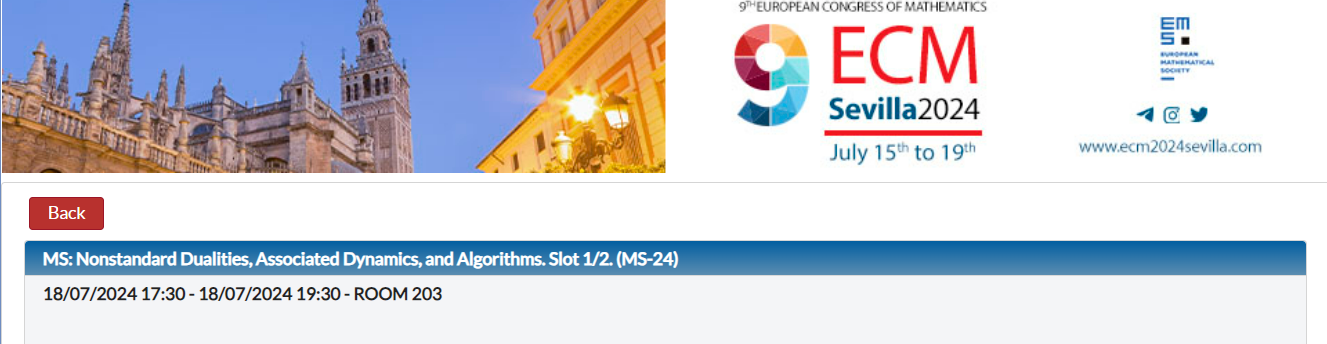 9TH EUROPEAN CONGRESS OF MATHEMATICS
9 ECM
Sevilla2024
July 15th to 19th
EM
S
EUROPEAN
MATHEMATICAL
SOCIETY
www.ecm2024sevilla.com
Back
MS: Nonstandard Dualities, Associated Dynamics, and Algorithms. Slot 1/2. (MS-24)
18/07/2024 17:30 - 18/07/2024 19:30 - ROOM 203